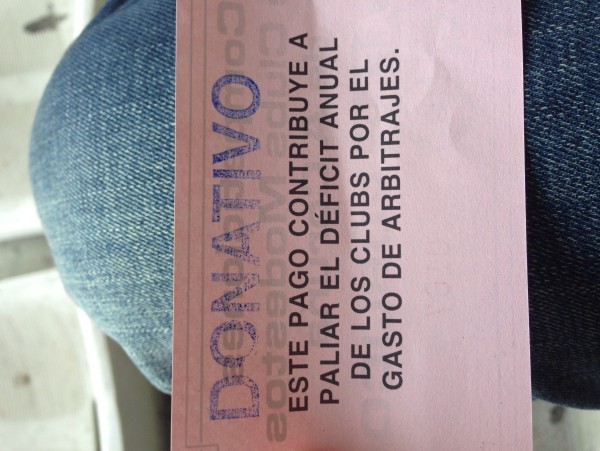 DONATIVO
ESTE PAGO CONTRIBUYE A
PALIAR EL DÉFICIT ANUAL
DE LOS CLUBS POR EL
GASTO DE ARBITRAJES.